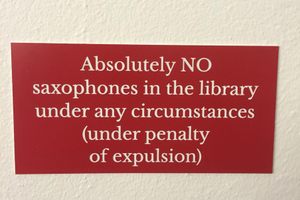 Absolutely NO
saxophones in the library
under any circumstances
(under penalty
of expulsion)